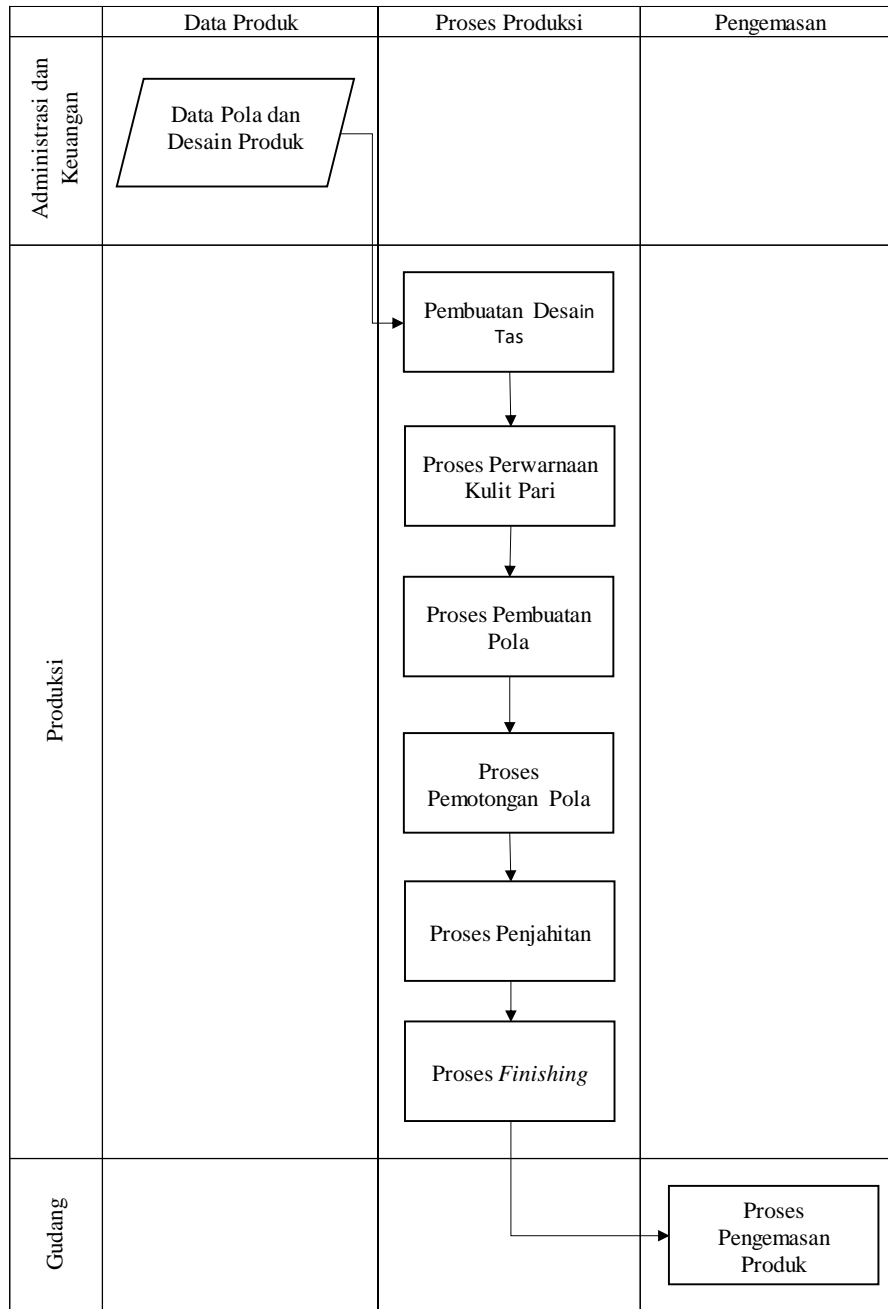 Data Produk
Proses Produksi
Pengemasan
Administrasi dan
Keuangan
Data Pola dan
Desain Produk
Produksi
Pembuatan Desain
Tas
Proses Perwarnaan
Kulit Pari
Proses Pembuatan
Pola
Proses
Pemotongan Pola
Proses Penjahitan
Proses Finishing
Gudang
Proses
Pengemasan
Produk